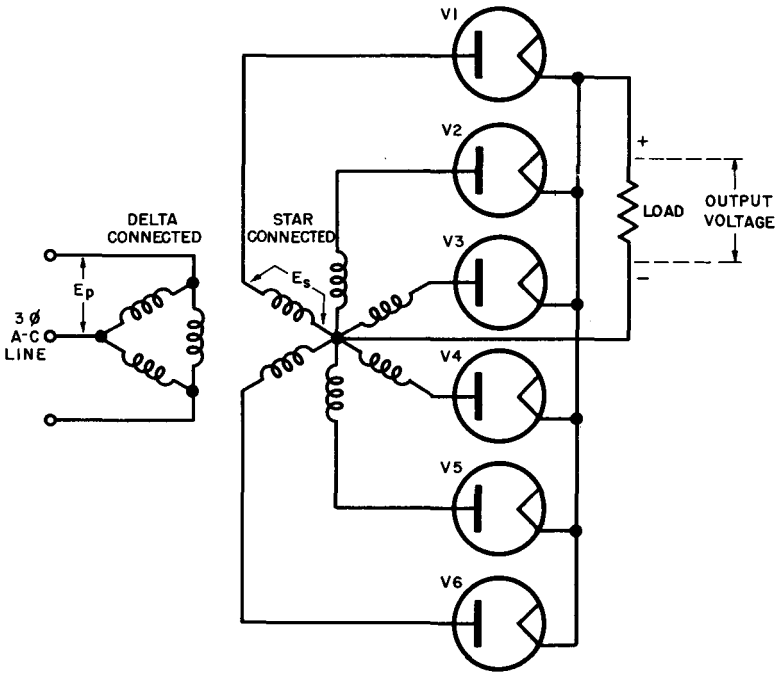 V1
V2
V3
V4
V5
V6
DELTA
CONNECTED
STAR
CONNECTED
Ep
Es
3 Ø
A-C
LINE
+
LOAD
−
OUTPUT
VOLTAGE